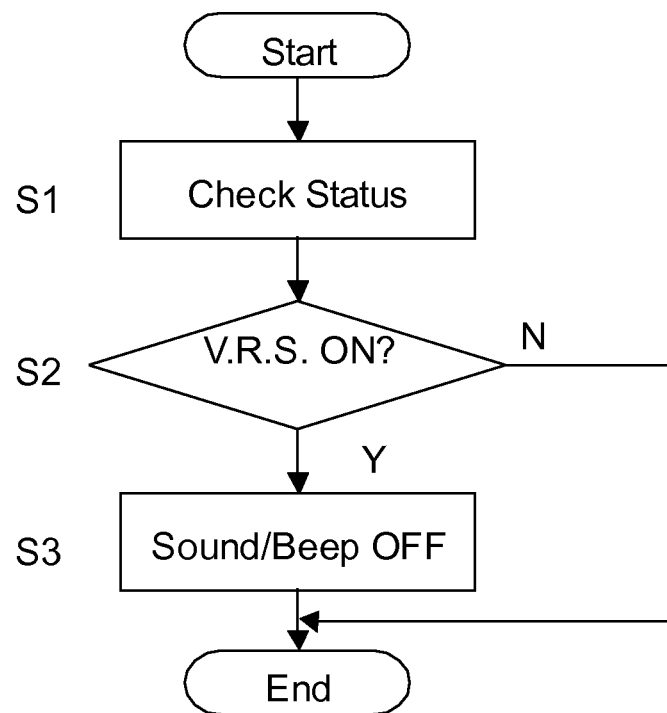 Start
S1
Check Status
S2
V.R.S. ON?
N
Y
S3
Sound/Beep OFF
End